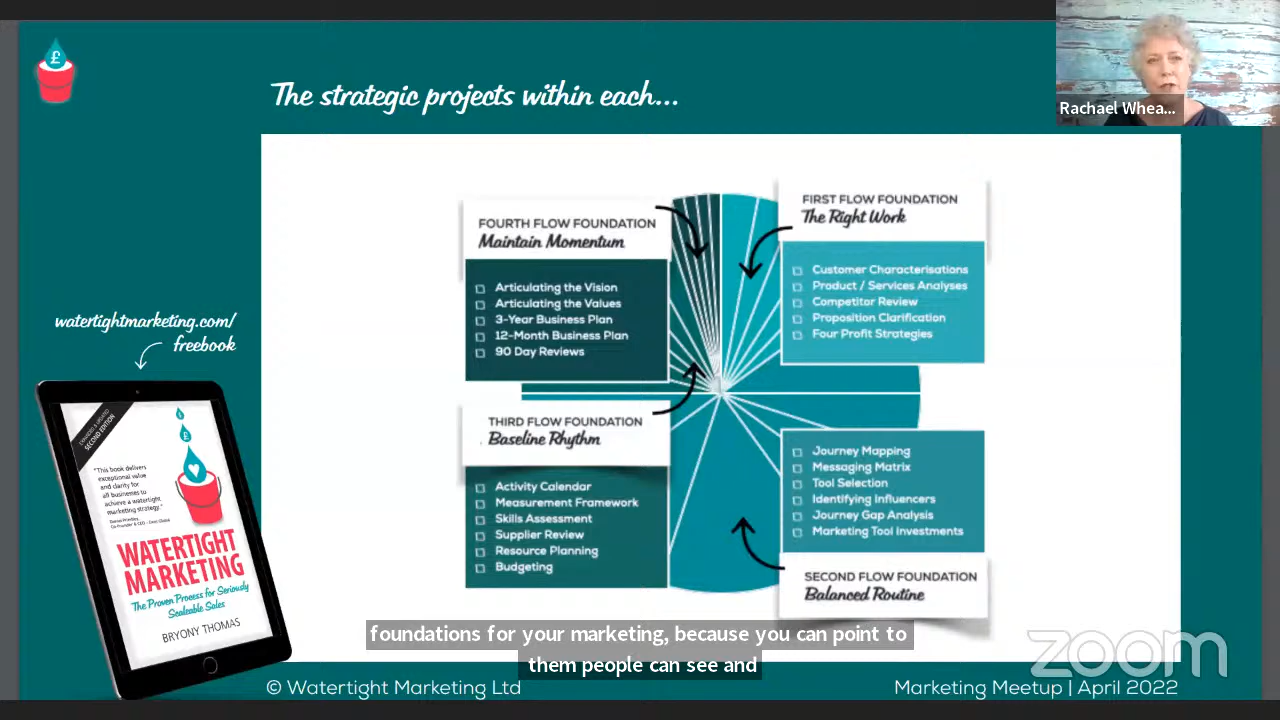 £
The strategic projects within each...
Rachael Whea...
FOURTH FLOW FOUNDATION
Maintain Momentum
Articulating the Vision
Articulating the Values
3-Year Business Plan
12-Month Business Plan
90 Day Reviews
FIRST FLOW FOUNDATION
The Right Work
Customer Characterisations
Product / Services Analyses
Competitor Review
Proposition Clarification
Four Profit Strategies
THIRD FLOW FOUNDATION
Baseline Rhythm
Activity Calendar
Measurement Framework
Skills Assessment
Supplier Review
Resource Planning
Budgeting
Journey Mapping
Messaging Matrix
Tool Selection
Identifying Influencers
Journey Gap Analysis
Marketing Tool Investments
SECOND FLOW FOUNDATION
Balanced Routine
watertightmarketing.com/
freebook
SECOND EDITION
£
£
"This book delivers
exceptional value
and clarity for
all businesses to
achieve a watertight
marketing strategy."
WATERTIGHT
MARKETING
The Proven Process for Seriously
Scaleable Sales
BRYONY THOMAS
foundations for your marketing, because you can point to
them people can see and
zoom
© Watertight Marketing Ltd
Marketing Meetup | April 2022